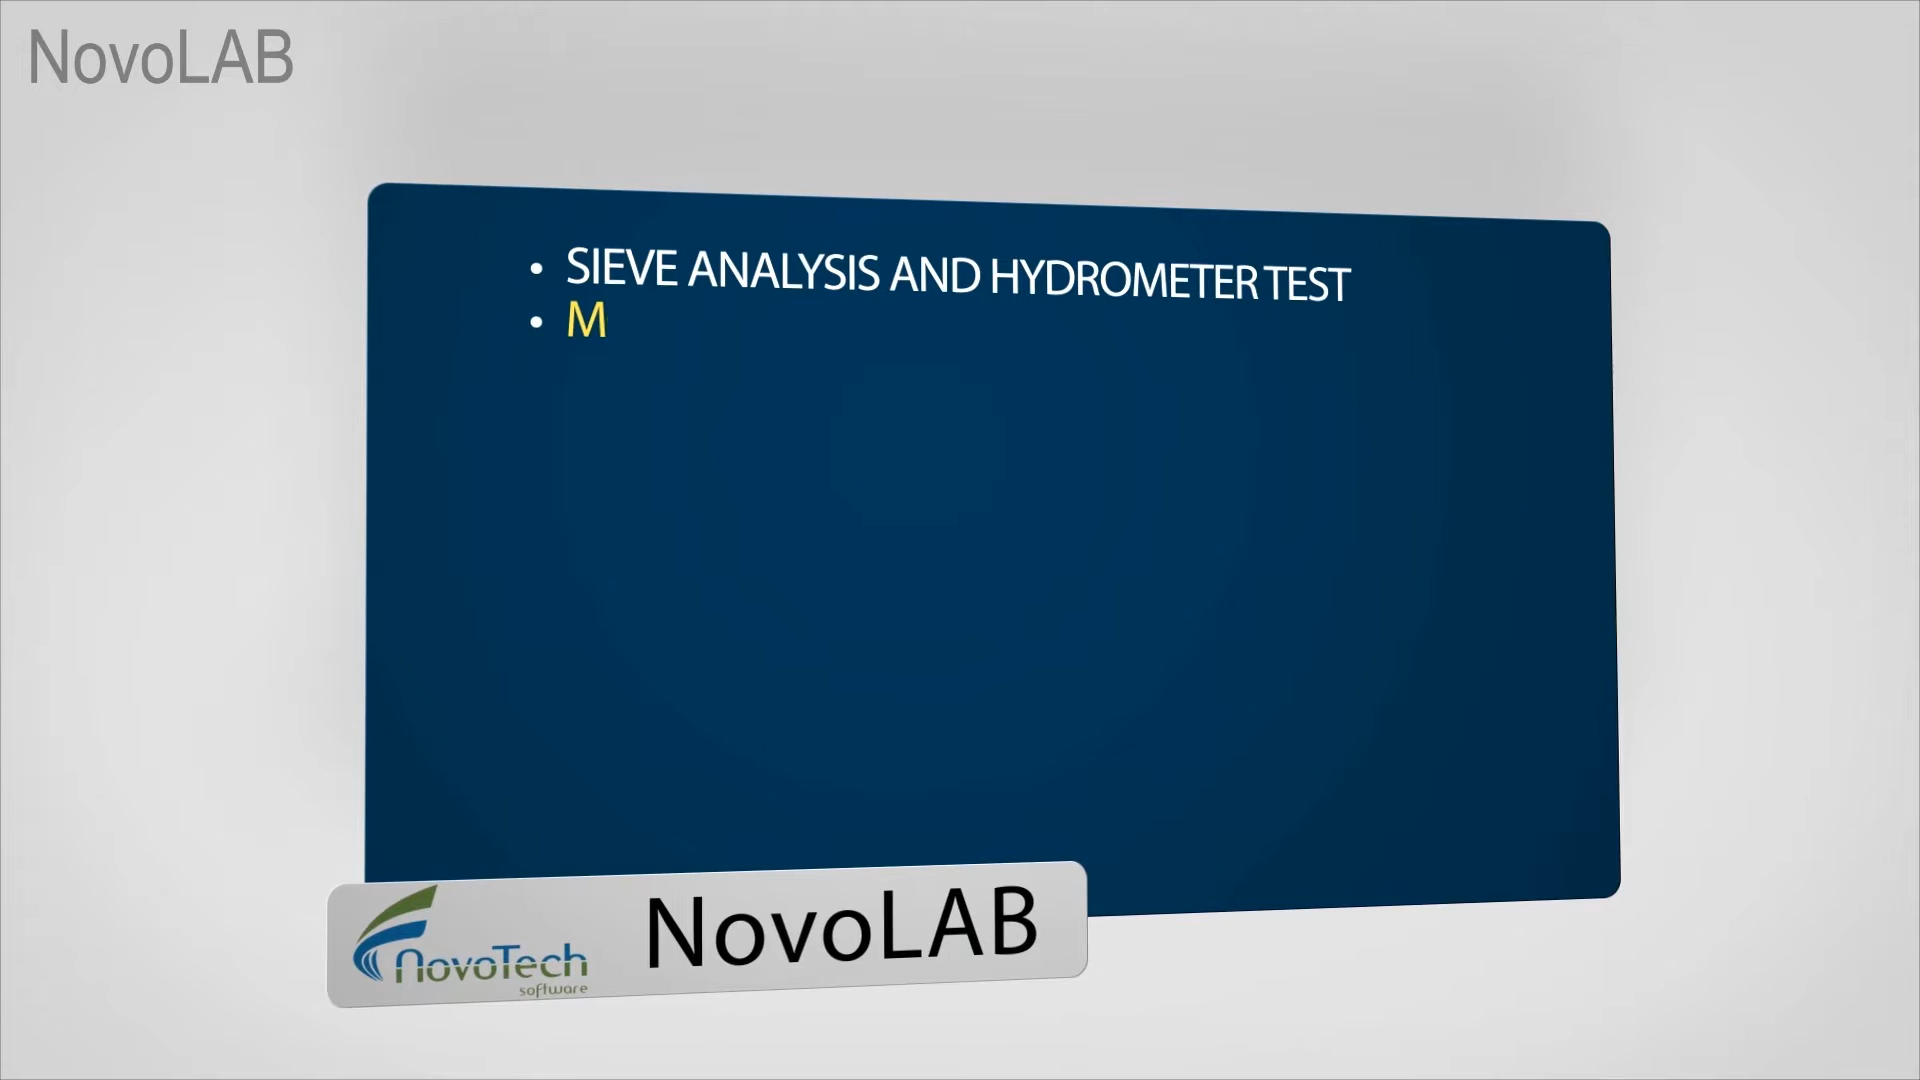 NovoLAB
• SIEVE ANALYSIS AND HYDROMETER TEST
• M
NovoTech
software
NovoLAB